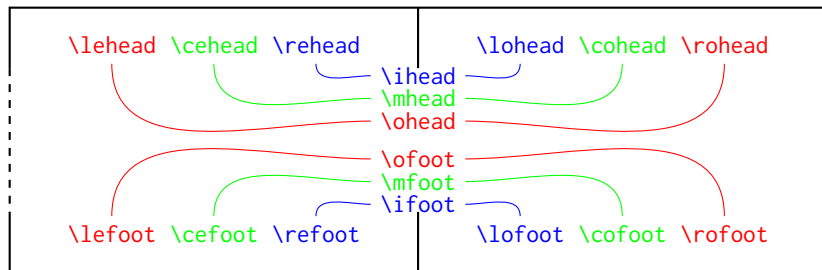 \lehead \cehead \rehead \lohead \cohead \rohead
\ihead
\mhead
\ohead
\ofoot
\mfoot
\ifoot
\lefoot \cefoot \refoot \lofoot \cofoot \rofoot